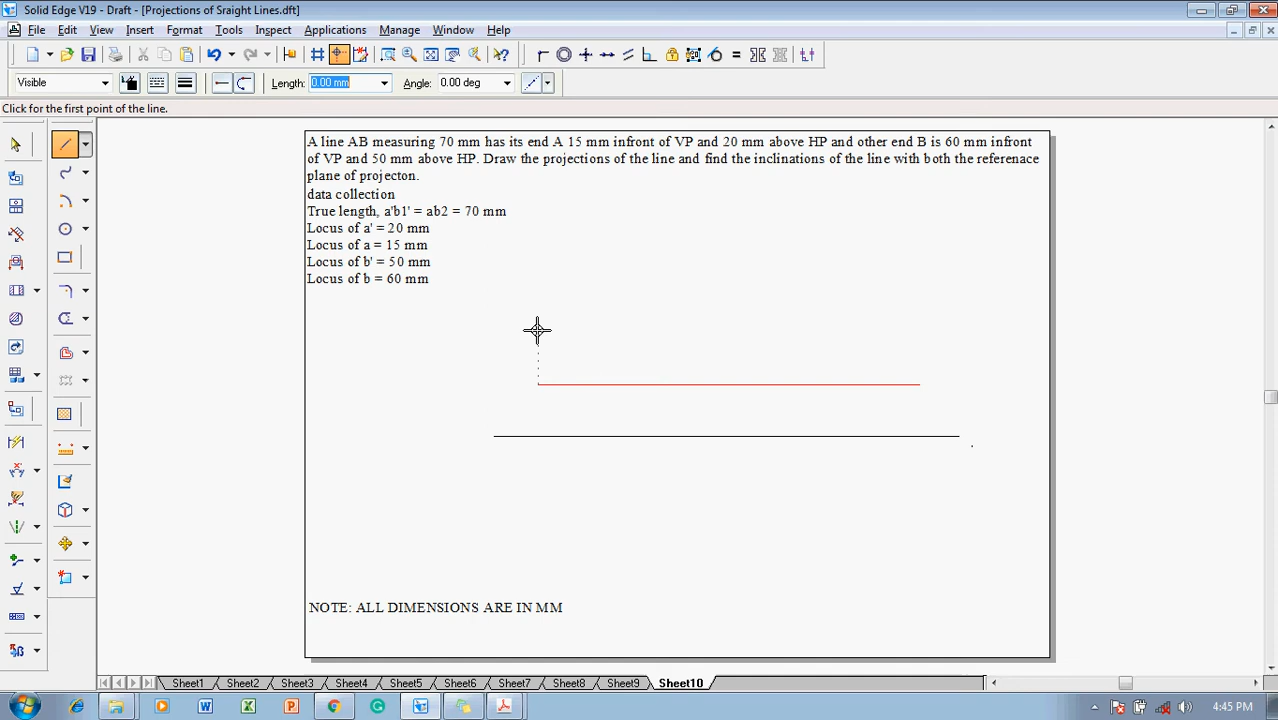 Solid Edge V19 - Draft - [Projections of Sraight Lines.dft]
File Edit View Insert Format Tools Inspect Applications Manage Window Help
Visible Length: 0.00 mm Angle: 0.00 deg
Click for the first point of the line.
A line AB measuring 70 mm has its end A 15 mm infront of VP and 20 mm above HP and other end B is 60 mm infront
of VP and 50 mm above HP. Draw the projections of the line and find the inclinations of the line with both the referenace
plane of projecton.
data collection
True length, a'b1' = ab2 = 70 mm
Locus of a' = 20 mm
Locus of a = 15 mm
Locus of b' = 50 mm
Locus of b = 60 mm
NOTE: ALL DIMENSIONS ARE IN MM
Sheet1 Sheet2 Sheet3 Sheet4 Sheet5 Sheet6 Sheet7 Sheet8 Sheet9 Sheet10
4:45 PM